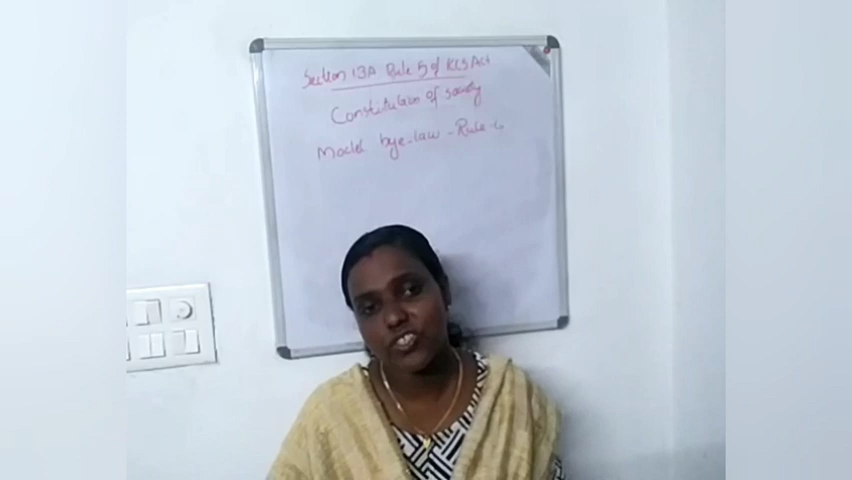 Section 13A Rule 5 of KCS Act
Constitution of society
Model bye-law - Rule - 6